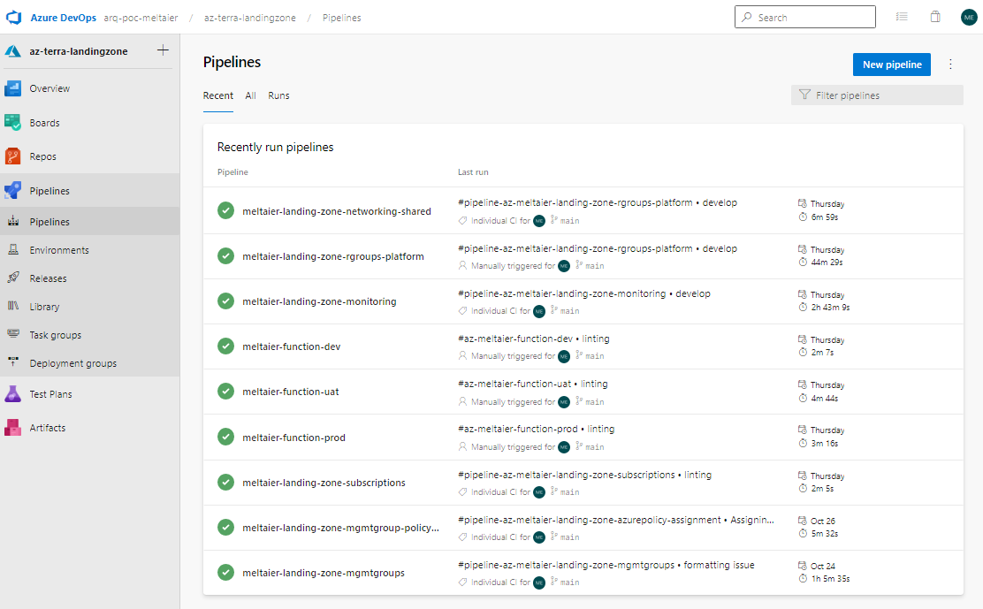 Azure DevOps arq-poc-meltaier / az-terra-landingzone / Pipelines Search ME
az-terra-landingzone
Overview
Boards
Repos
Pipelines
Pipelines
Environments
Releases
Library
Task groups
Deployment groups
Test Plans
Artifacts
Pipelines
New pipeline
Recent All Runs
Filter pipelines
Recently run pipelines
Pipeline Last run
meltaier-landing-zone-networking-shared
#pipeline-az-meltaier-landing-zone-rgroups-platform • develop
Individual CI for ME main
Thursday
6m 59s
meltaier-landing-zone-rgroups-platform
#pipeline-az-meltaier-landing-zone-rgroups-platform • develop
Manually triggered for ME main
Thursday
44m 29s
meltaier-landing-zone-monitoring
#pipeline-az-meltaier-landing-zone-monitoring • develop
Individual CI for ME main
Thursday
2h 43m 9s
meltaier-function-dev
#az-meltaier-function-dev • linting
Manually triggered for ME main
Thursday
2m 7s
meltaier-function-uat
#az-meltaier-function-uat • linting
Manually triggered for ME main
Thursday
4m 44s
meltaier-function-prod
#az-meltaier-function-prod • linting
Manually triggered for ME main
Thursday
3m 16s
meltaier-landing-zone-subscriptions
#pipeline-az-meltaier-landing-zone-subscriptions • linting
Individual CI for ME main
Thursday
2m 5s
meltaier-landing-zone-mgmtgroup-policy...
#pipeline-az-meltaier-landing-zone-azurepolicy-assignment • Assignin...
Individual CI for ME main
Oct 26
5m 32s
meltaier-landing-zone-mgmtgroups
#pipeline-az-meltaier-landing-zone-mgmtgroups • formatting issue
Individual CI for ME main
Oct 24
1h 5m 35s